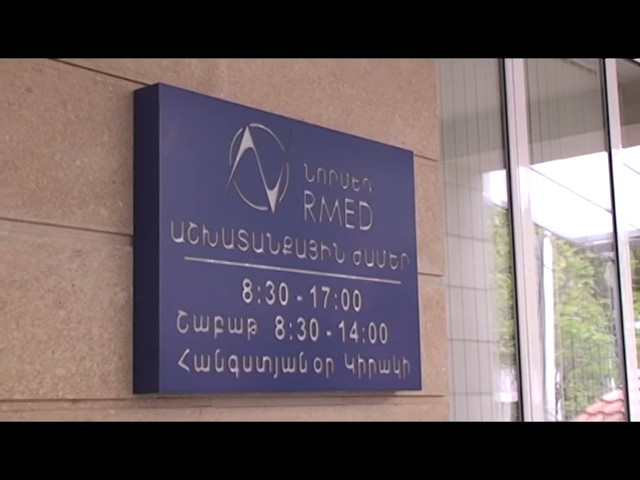 ՆՈՐՄԵԴ
RMED
ԱՇԽԱՏԱՆՔԱՅԻՆ ԺԱՄԵՐ
8:30 - 17:00
Շաբաթ 8:30 - 14:00
Հանգստյան օր Կիրակի